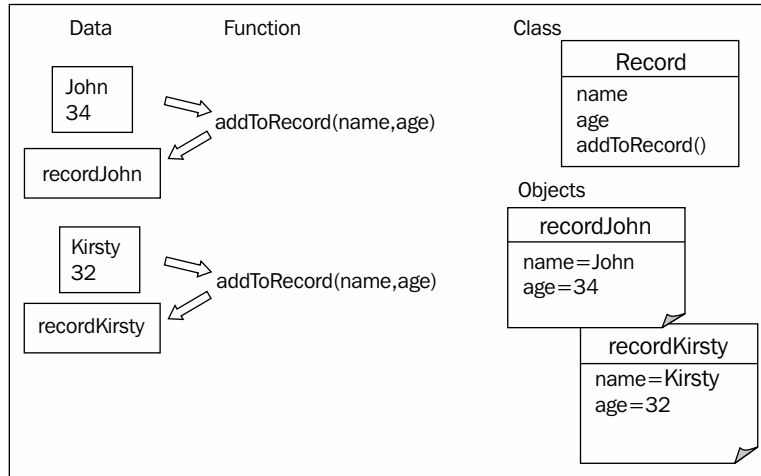 Data
Function
John
34
addToRecord(name,age)
recordJohn
Kirsty
32
addToRecord(name,age)
recordKirsty
Class
Record
name
age
addToRecord()
Objects
recordJohn
name=John
age=34
recordKirsty
name=Kirsty
age=32